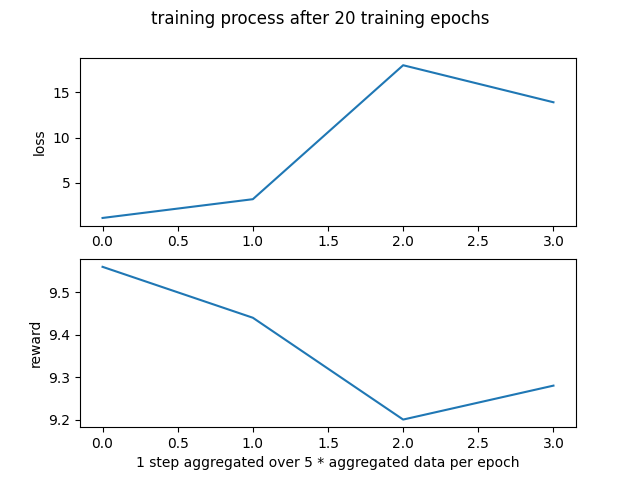 training process after 20 training epochs
15
10
5
loss
0.0 0.5 1.0 1.5 2.0 2.5 3.0
9.5
9.4
9.3
9.2
reward
0.0 0.5 1.0 1.5 2.0 2.5 3.0
1 step aggregated over 5 * aggregated data per epoch